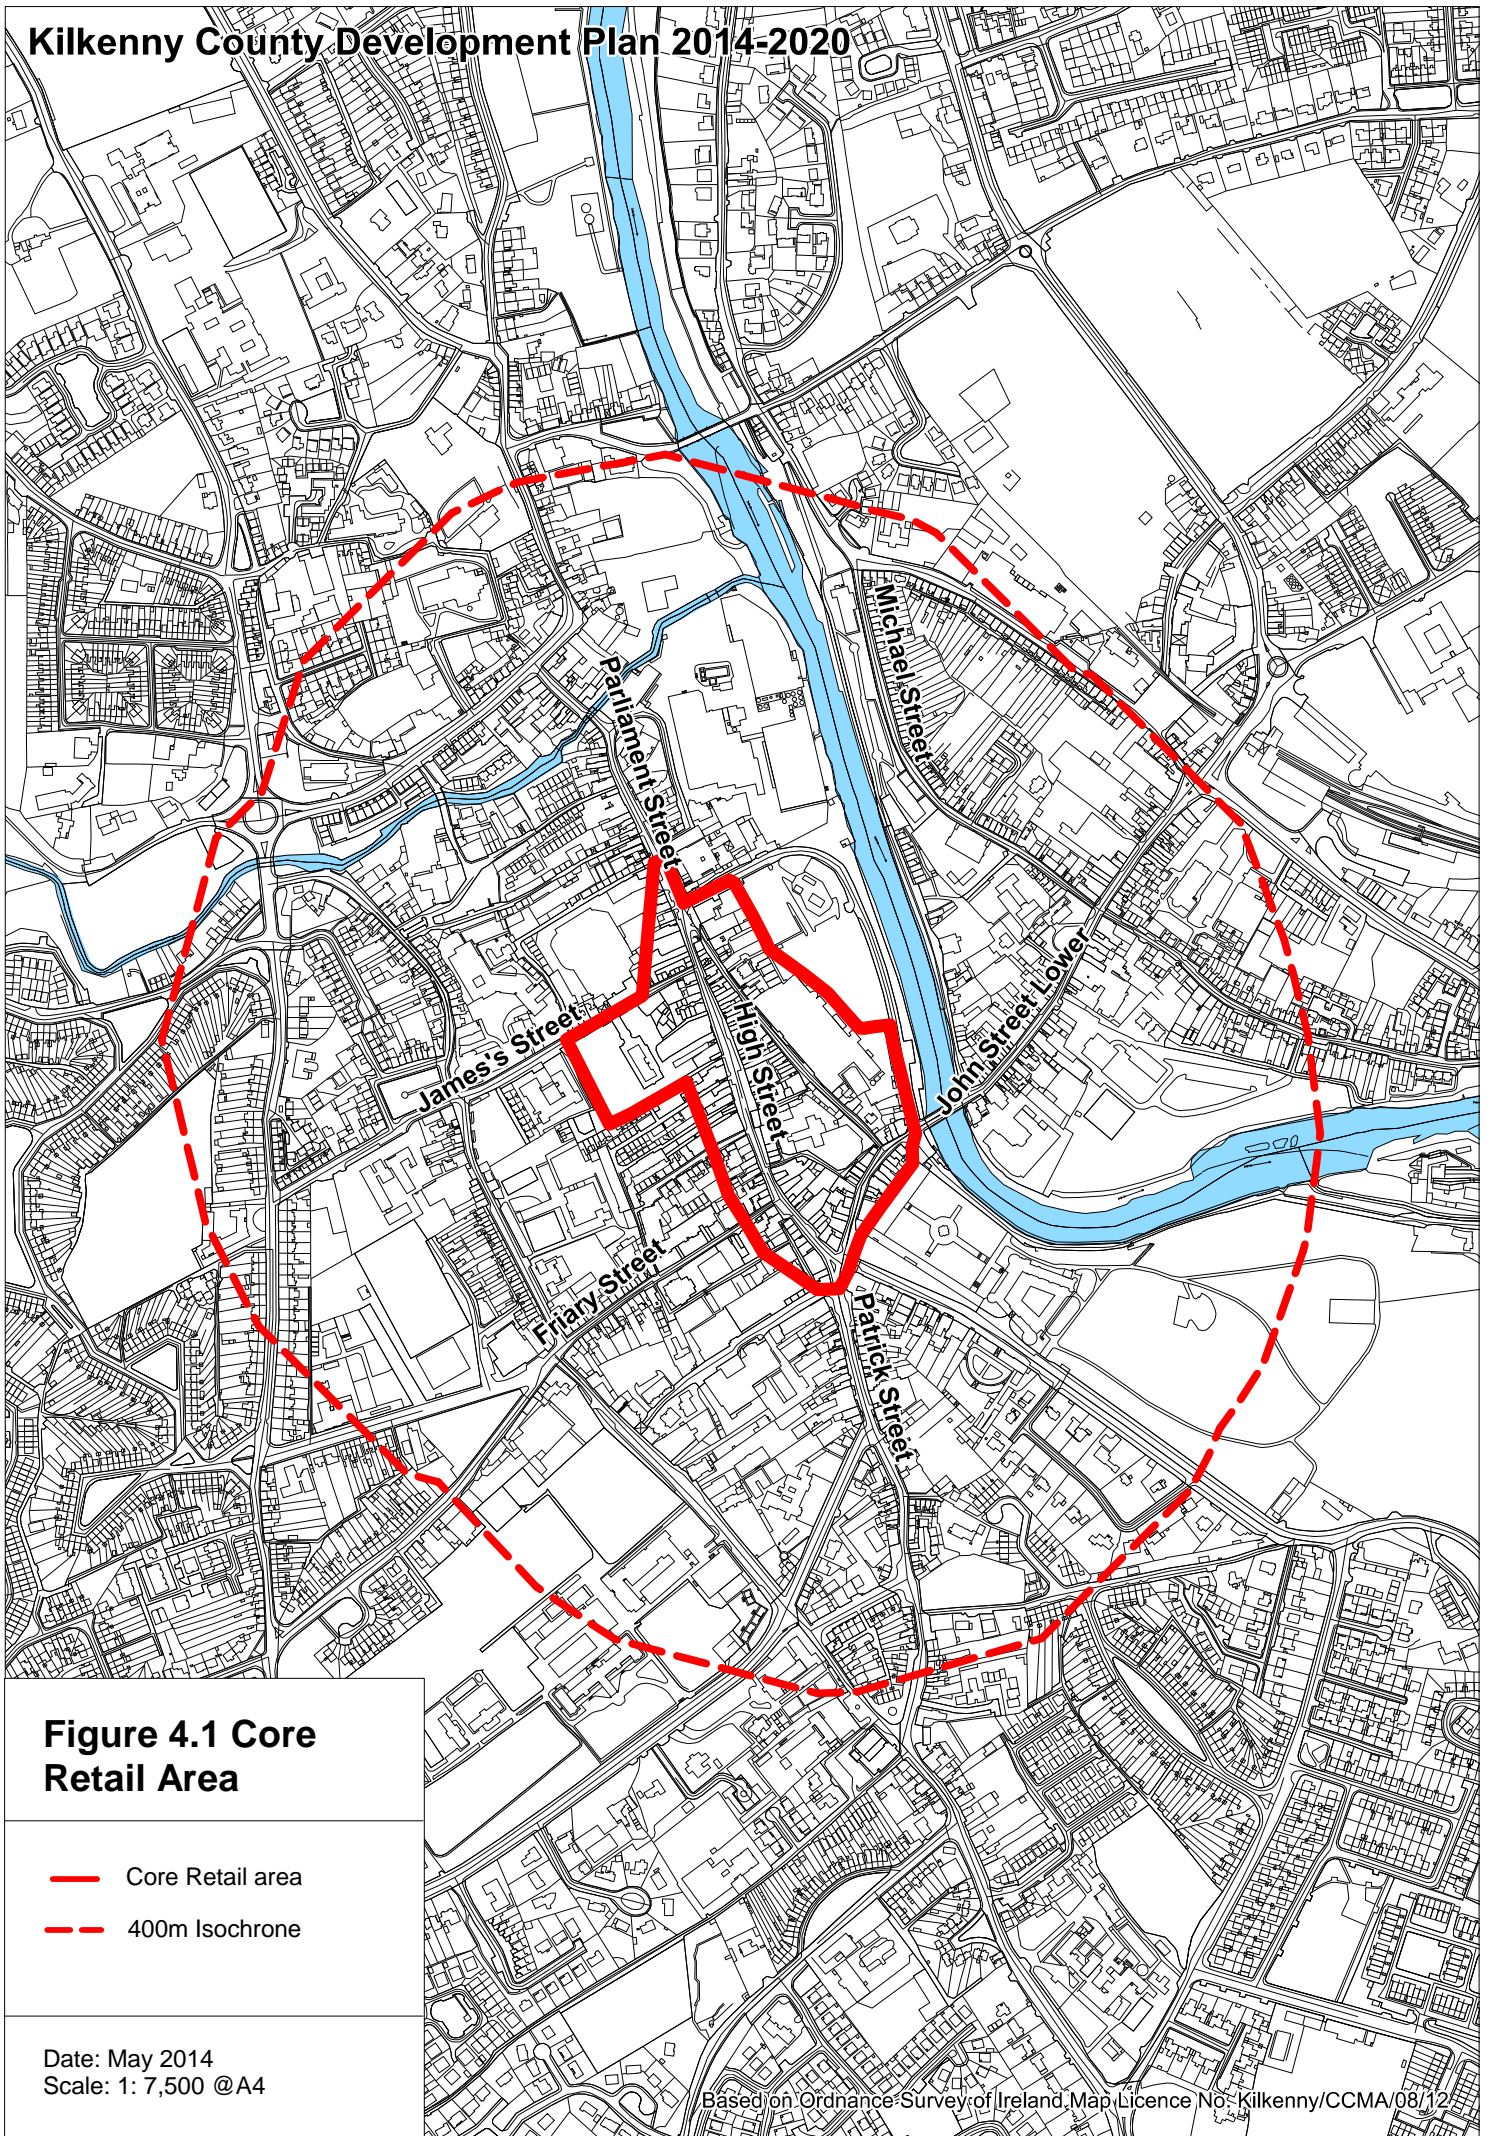 Kilkenny County Development Plan 2014-2020
Michael Street
Parliament Street
High Street
John Street Lower
James's Street
Friary Street
Patrick Street
Figure 4.1 Core
Retail Area
Core Retail area
400m Isochrone
Date: May 2014
Scale: 1: 7,500 @A4
Based on Ordnance Survey of Ireland Map Licence No. Kilkenny/CCMA/08/12